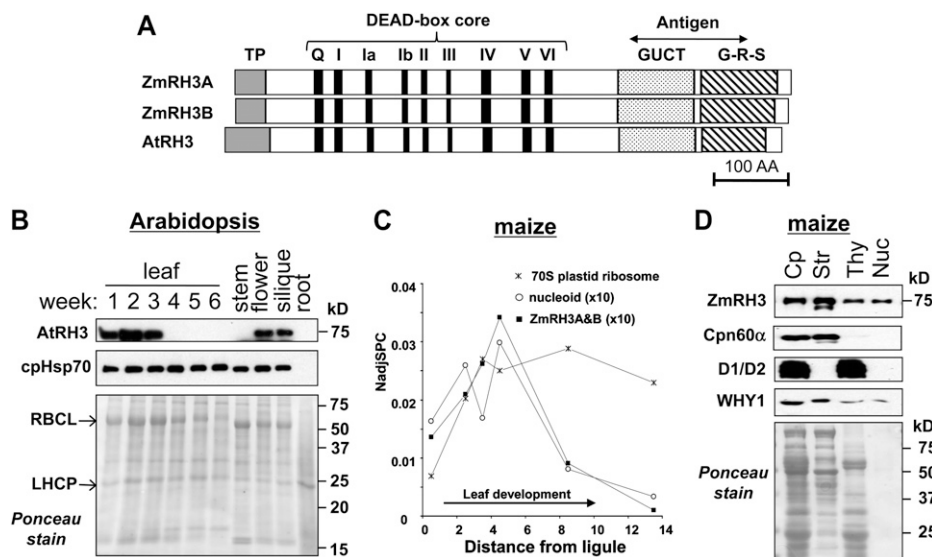 A
DEAD-box core
Antigen
TP Q I Ia Ib II III IV V VI GUCT G-R-S
ZmRH3A
ZmRH3B
AtRH3
100 AA
B Arabidopsis
leaf
week: 1 2 3 4 5 6 stem flower silique root
kD
AtRH3 75
cpHsp70
75
RBCL 50
37
LHCP 25
20
Ponceau stain
15
C maize
70S plastid ribosome
nucleoid (x10)
ZmRH3A&B (x10)
NadjSPC
0.04
0.03
0.02
0.01
0
Leaf development
0 2 4 6 8 10 12 14
Distance from ligule
D maize
Cp Str Thy Nuc
kD
ZmRH3 75
Cpn60α
D1/D2
WHY1
kD
75
Ponceau stain
50
37
25